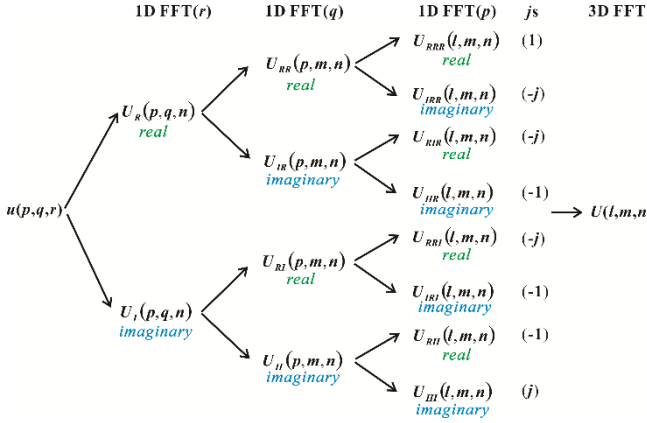 1D FFT(r) 1D FFT(q) 1D FFT(p) js 3D FFT
U_RRR(l,m,n) (1)
real
U_RR(p,m,n)
real
U_IRR(l,m,n) (-j)
imaginary
U_R(p,q,n)
real
U_RIR(l,m,n) (-j)
real
U_IR(p,m,n)
imaginary
U_IIR(l,m,n) (-1)
imaginary
u(p,q,r) U(l,m,n
U_RRI(l,m,n) (-j)
real
U_RI(p,m,n)
real
U_IRI(l,m,n) (-1)
imaginary
U_I(p,q,n)
imaginary
U_RII(l,m,n) (-1)
real
U_II(p,m,n)
imaginary
U_III(l,m,n) (j)
imaginary